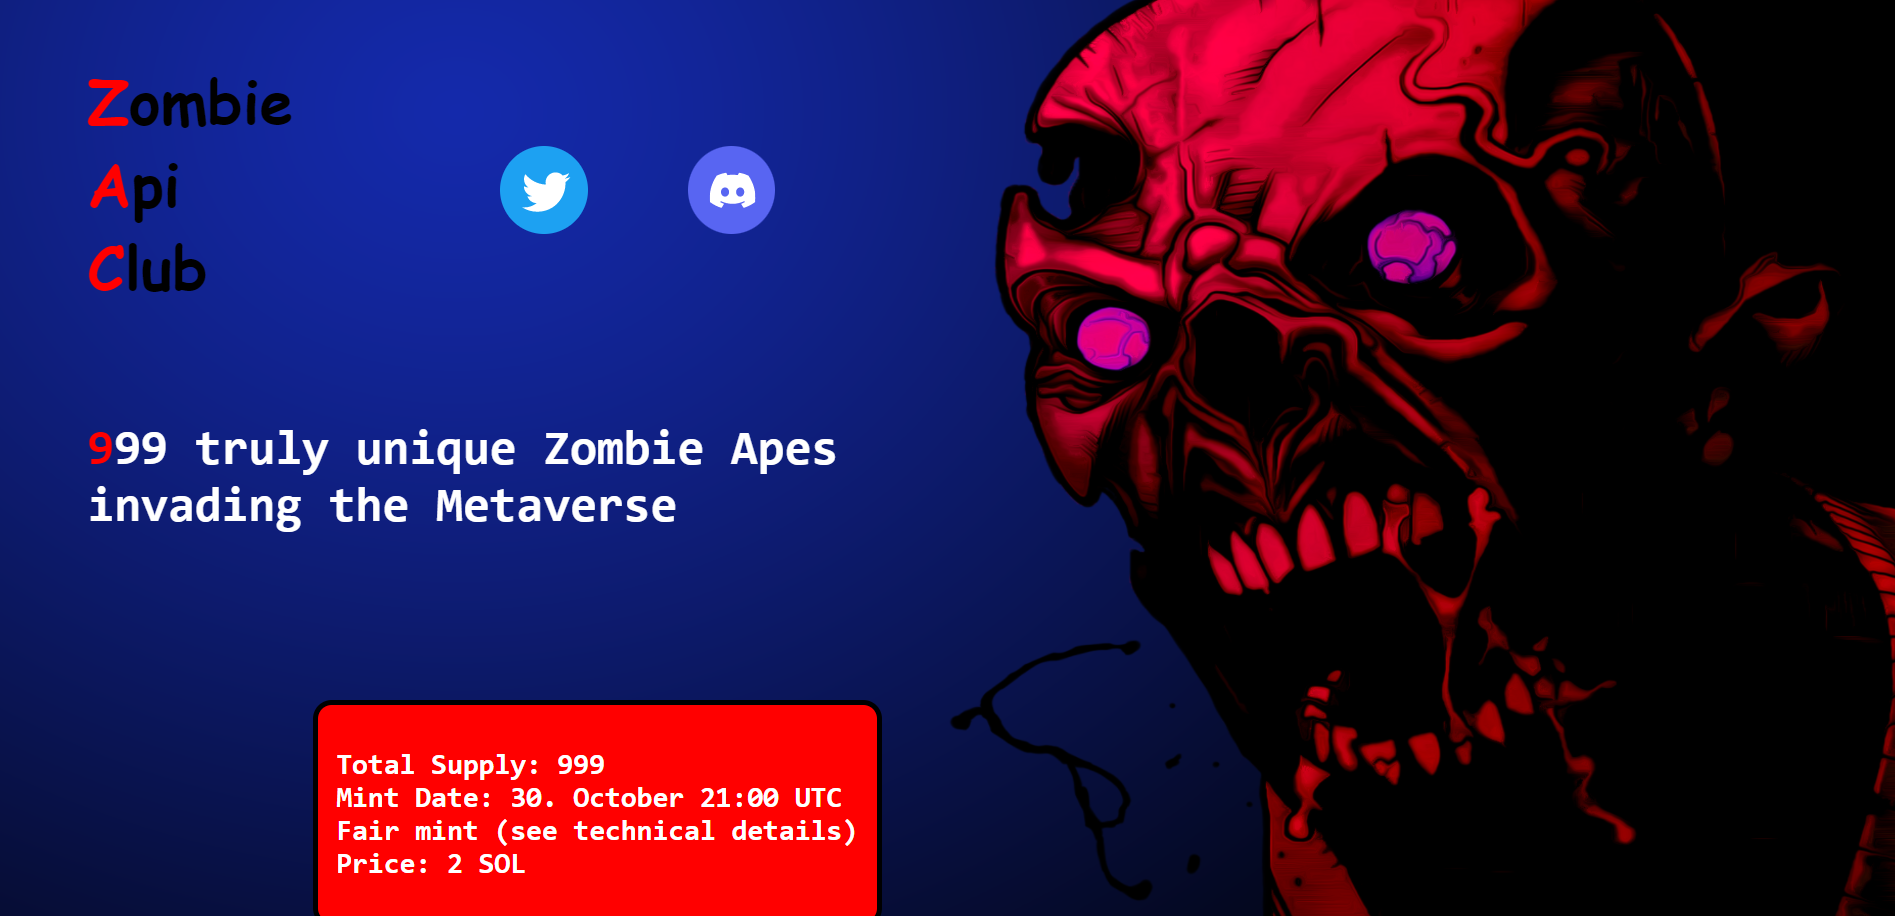 Zombie
Api
Club
999 truly unique Zombie Apes
invading the Metaverse
Total Supply: 999
Mint Date: 30. October 21:00 UTC
Fair mint (see technical details)
Price: 2 SOL